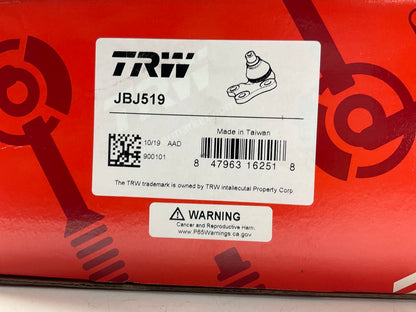 TRW
JBJ519
Made in Taiwan
10/19 AAD
900101
8 47963 16251 8
The TRW trademark is owned by TRW intallecutal Property Corp
WARNING
Cancer and Reproductive Harm
www.P65Warnings.ca.gov